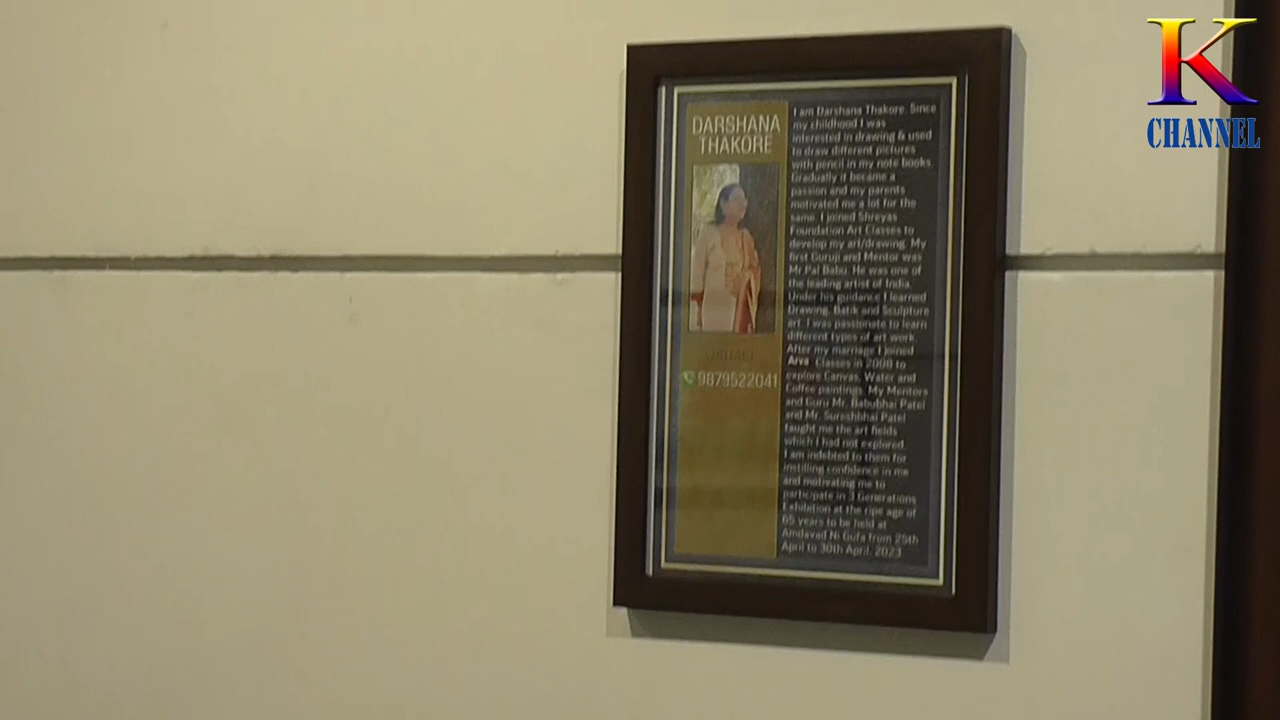 DARSHANA
THAKORE
9879522041
I am Darshana Thakore. Since
my childhood I was
interested in drawing & used
to draw different pictures
with pencil in my note books.
Gradually it became a
passion and my parents
motivated me a lot for the
same. I joined Shreyas
Foundation Art Classes to
develop my art/drawing. My
first Guruji and Mentor was
Mr.Pal Babu. He was one of
the leading artist of India.
Under his guidance I learned
Drawing, Batik and Sculpture
art. I was passionate to learn
different types of art work.
After my marriage I joined
Arva Classes in 2008 to
explore Canvas, Water and
Coffee paintings. My Mentors
and Guru Mr. Babubhai Patel
and Mr. Sureshbhai Patel
taught me the art fields
which I had not explored.
I am indebted to them for
instilling confidence in me
and motivating me to
participate in 3 Generations
Exhibition at the ripe age of
65 years to be held at
Amdavad Ni Gufa from 25th
April to 30th April, 2023
K
CHANNEL